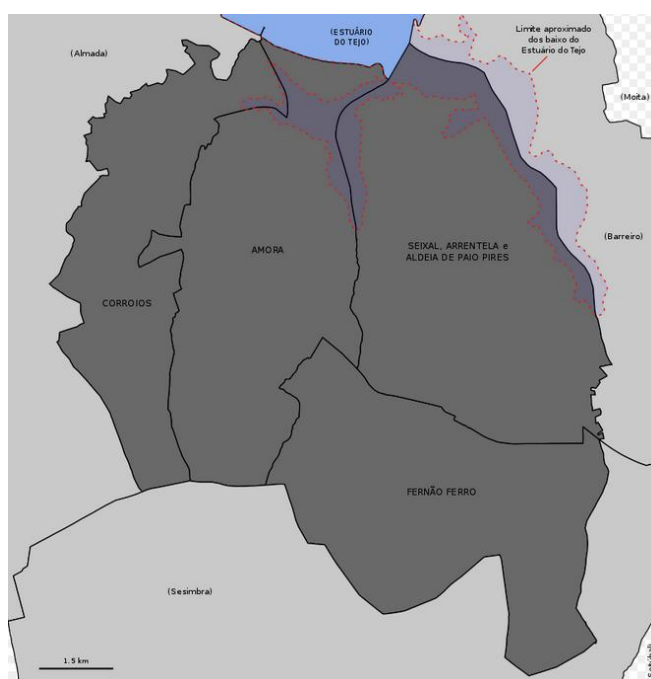 (ESTUÁRIO
DO TEJO)
Limite aproximado
dos baixo do
Estuário do Tejo
(Almada)
(Moita)
(Barreiro)
SEIXAL, ARRENTELA e
ALDEIA DE PAIO PIRES
AMORA
CORROIOS
FERNÃO FERRO
(Sesimbra)
1.5 km